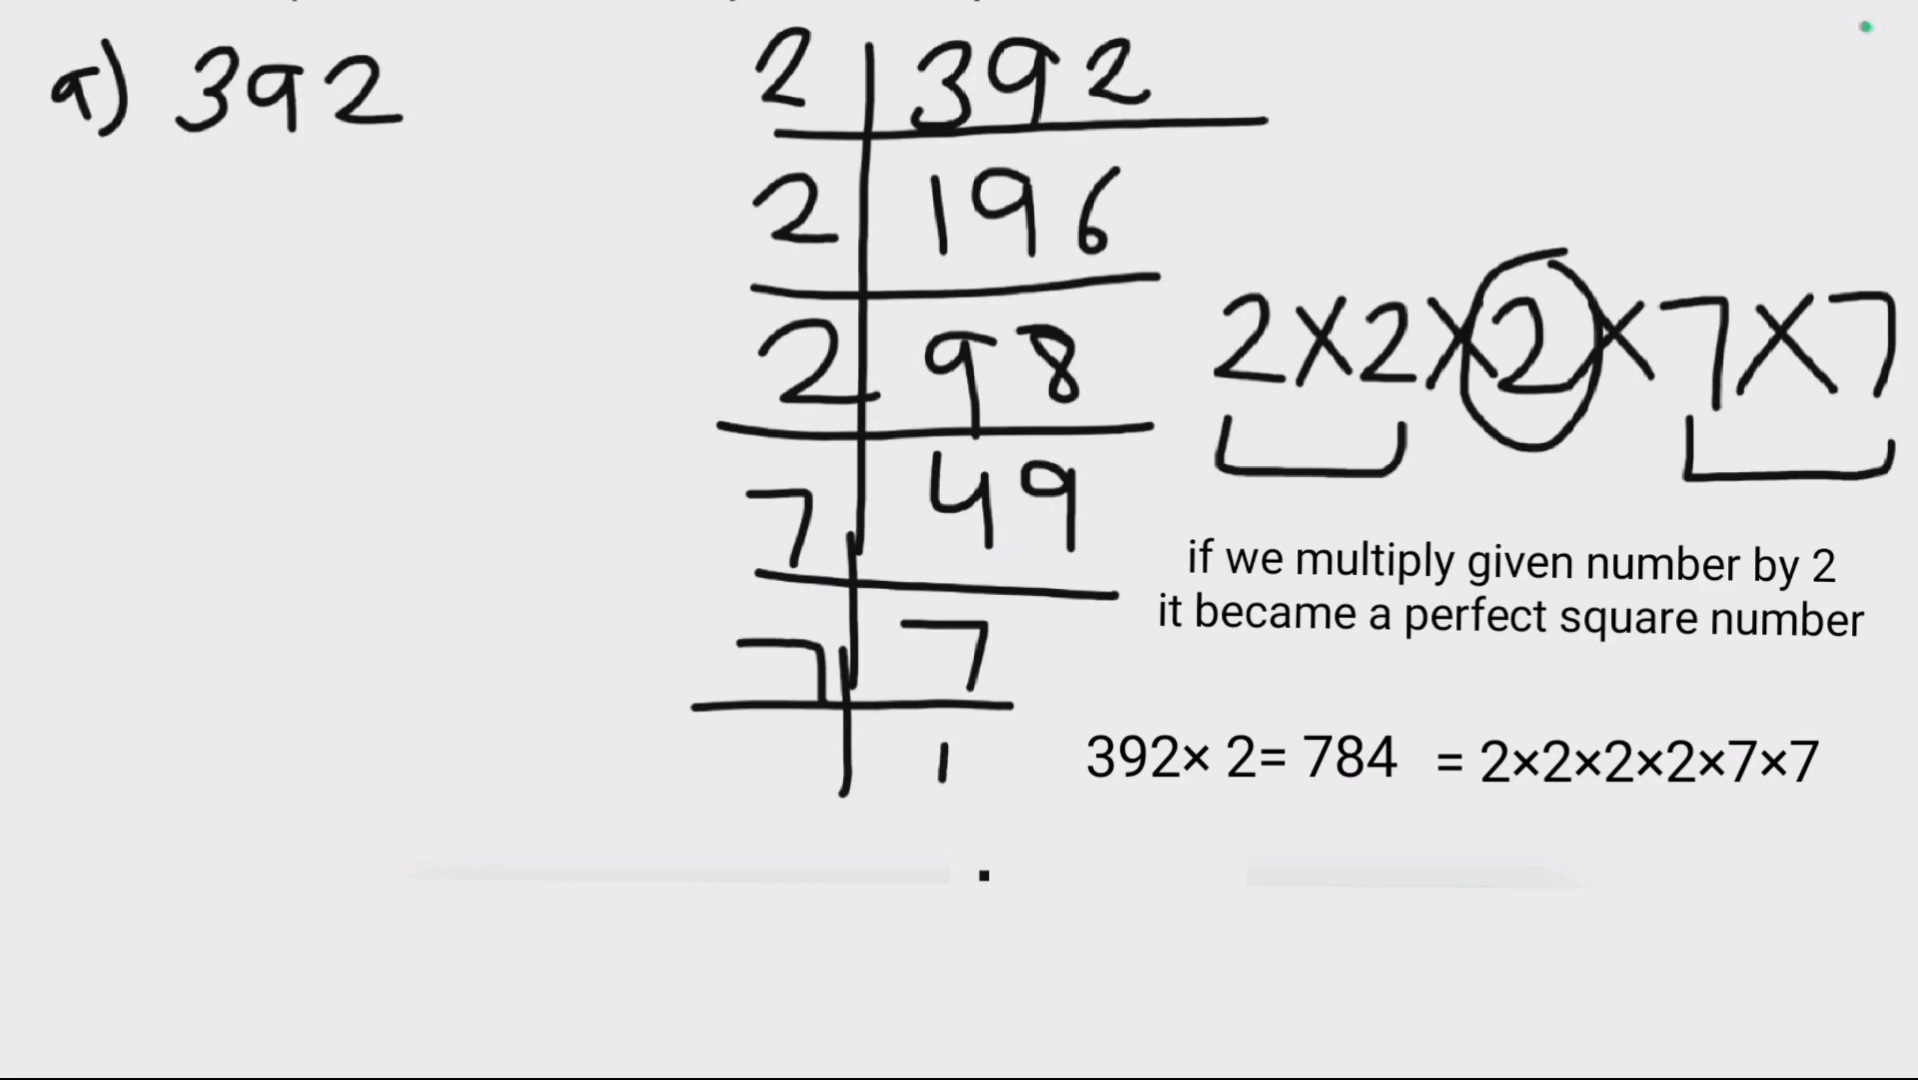 a) 392
2 | 392
2 | 196
2 | 98
7 | 49
7 | 7
1
2×2×2×7×7
if we multiply given number by 2
it became a perfect square number
392× 2= 784 = 2×2×2×2×7×7
.